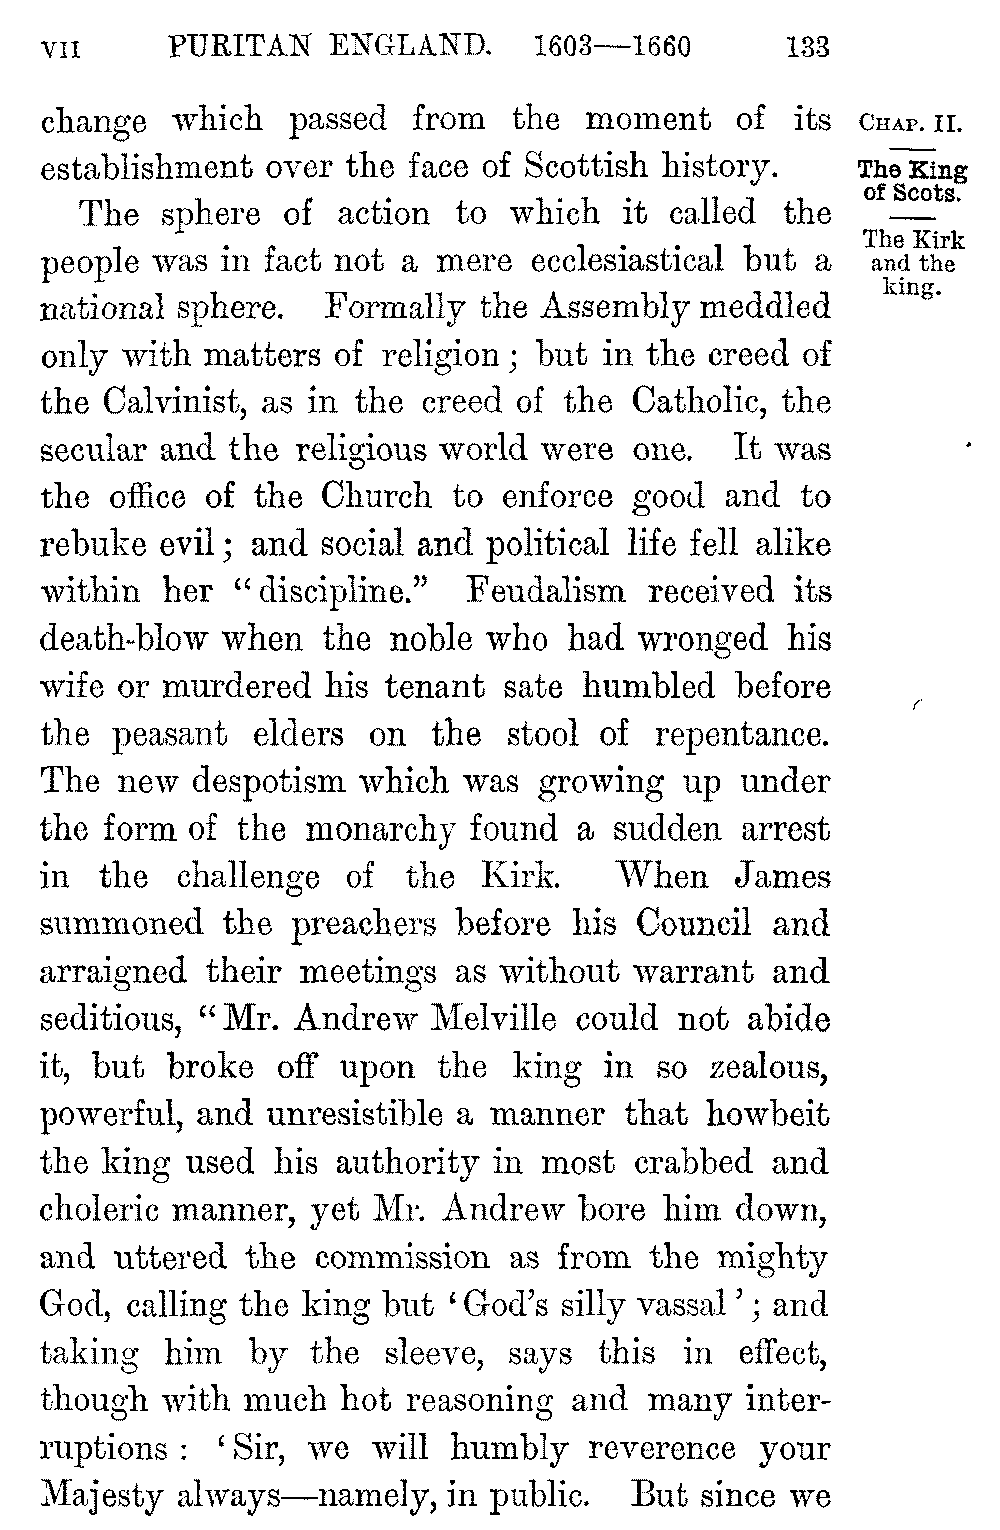 VII PURITAN ENGLAND. 1603—1660 133
change which passed from the moment of its
establishment over the face of Scottish history.
The sphere of action to which it called the
people was in fact not a mere ecclesiastical but a
national sphere. Formally the Assembly meddled
only with matters of religion ; but in the creed of
the Calvinist, as in the creed of the Catholic, the
secular and the religious world were one. It was
the office of the Church to enforce good and to
rebuke evil ; and social and political life fell alike
within her “ discipline.” Feudalism received its
death-blow when the noble who had wronged his
wife or murdered his tenant sate humbled before
the peasant elders on the stool of repentance.
The new despotism which was growing up under
the form of the monarchy found a sudden arrest
in the challenge of the Kirk. When James
summoned the preachers before his Council and
arraigned their meetings as without warrant and
seditious, “ Mr. Andrew Melville could not abide
it, but broke off upon the king in so zealous,
powerful, and unresistible a manner that howbeit
the king used his authority in most crabbed and
choleric manner, yet Mr. Andrew bore him down,
and uttered the commission as from the mighty
God, calling the king but ‘ God’s silly vassal ’ ; and
taking him by the sleeve, says this in effect,
though with much hot reasoning and many inter-
ruptions : ‘ Sir, we will humbly reverence your
Majesty always—namely, in public. But since we
CHAP. II.
The King
of Scots.
The Kirk
and the
king.